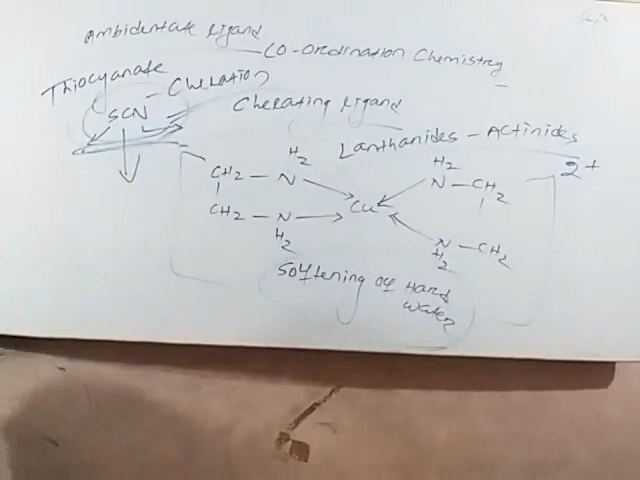 Ambidentate Ligand
Co-ordination Chemistry
Thiocyanate
- Chelation
SCN
Chelating Ligand
Lanthanides - Actinides
H2 H2 2+
CH2 - N N - CH2
Cu
CH2 - N N - CH2
H2 H2
Softening of Hard
water